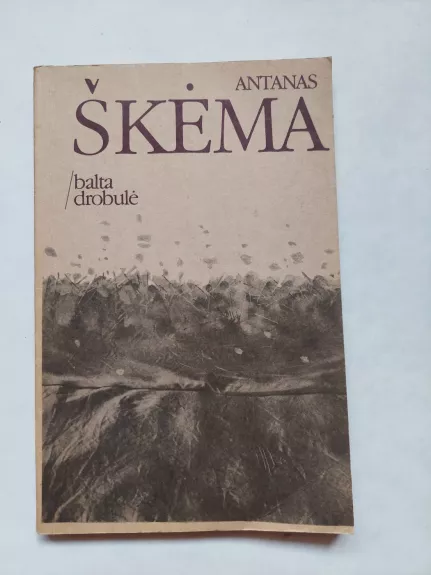 ANTANAS
ŠKĖMA
/balta
drobulė